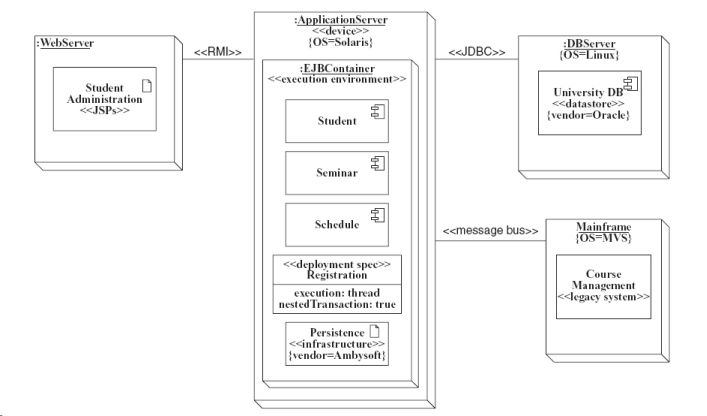 :WebServer
Student
Administration
<<JSPs>>
<<RMI>>
:ApplicationServer
<<device>>
{OS=Solaris}
:EJBContainer
<<execution environment>>
Student
Seminar
Schedule
<<deployment spec>>
Registration
execution: thread
nestedTransaction: true
Persistence
<<infrastructure>>
{vendor=Ambysoft}
<<JDBC>>
:DBServer
{OS=Linux}
University DB
<<datastore>>
{vendor=Oracle}
<<message bus>>
Mainframe
{OS=MVS}
Course
Management
<<legacy system>>